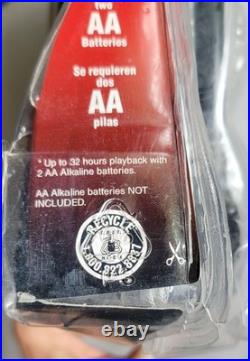 two
AA
Batteries
Se requieren
dos
AA
pilas
* Up to 32 hours playback with
2 AA Alkaline batteries.
AA Alkaline batteries NOT
INCLUDED.
RECYCLE
1.800.822.8837